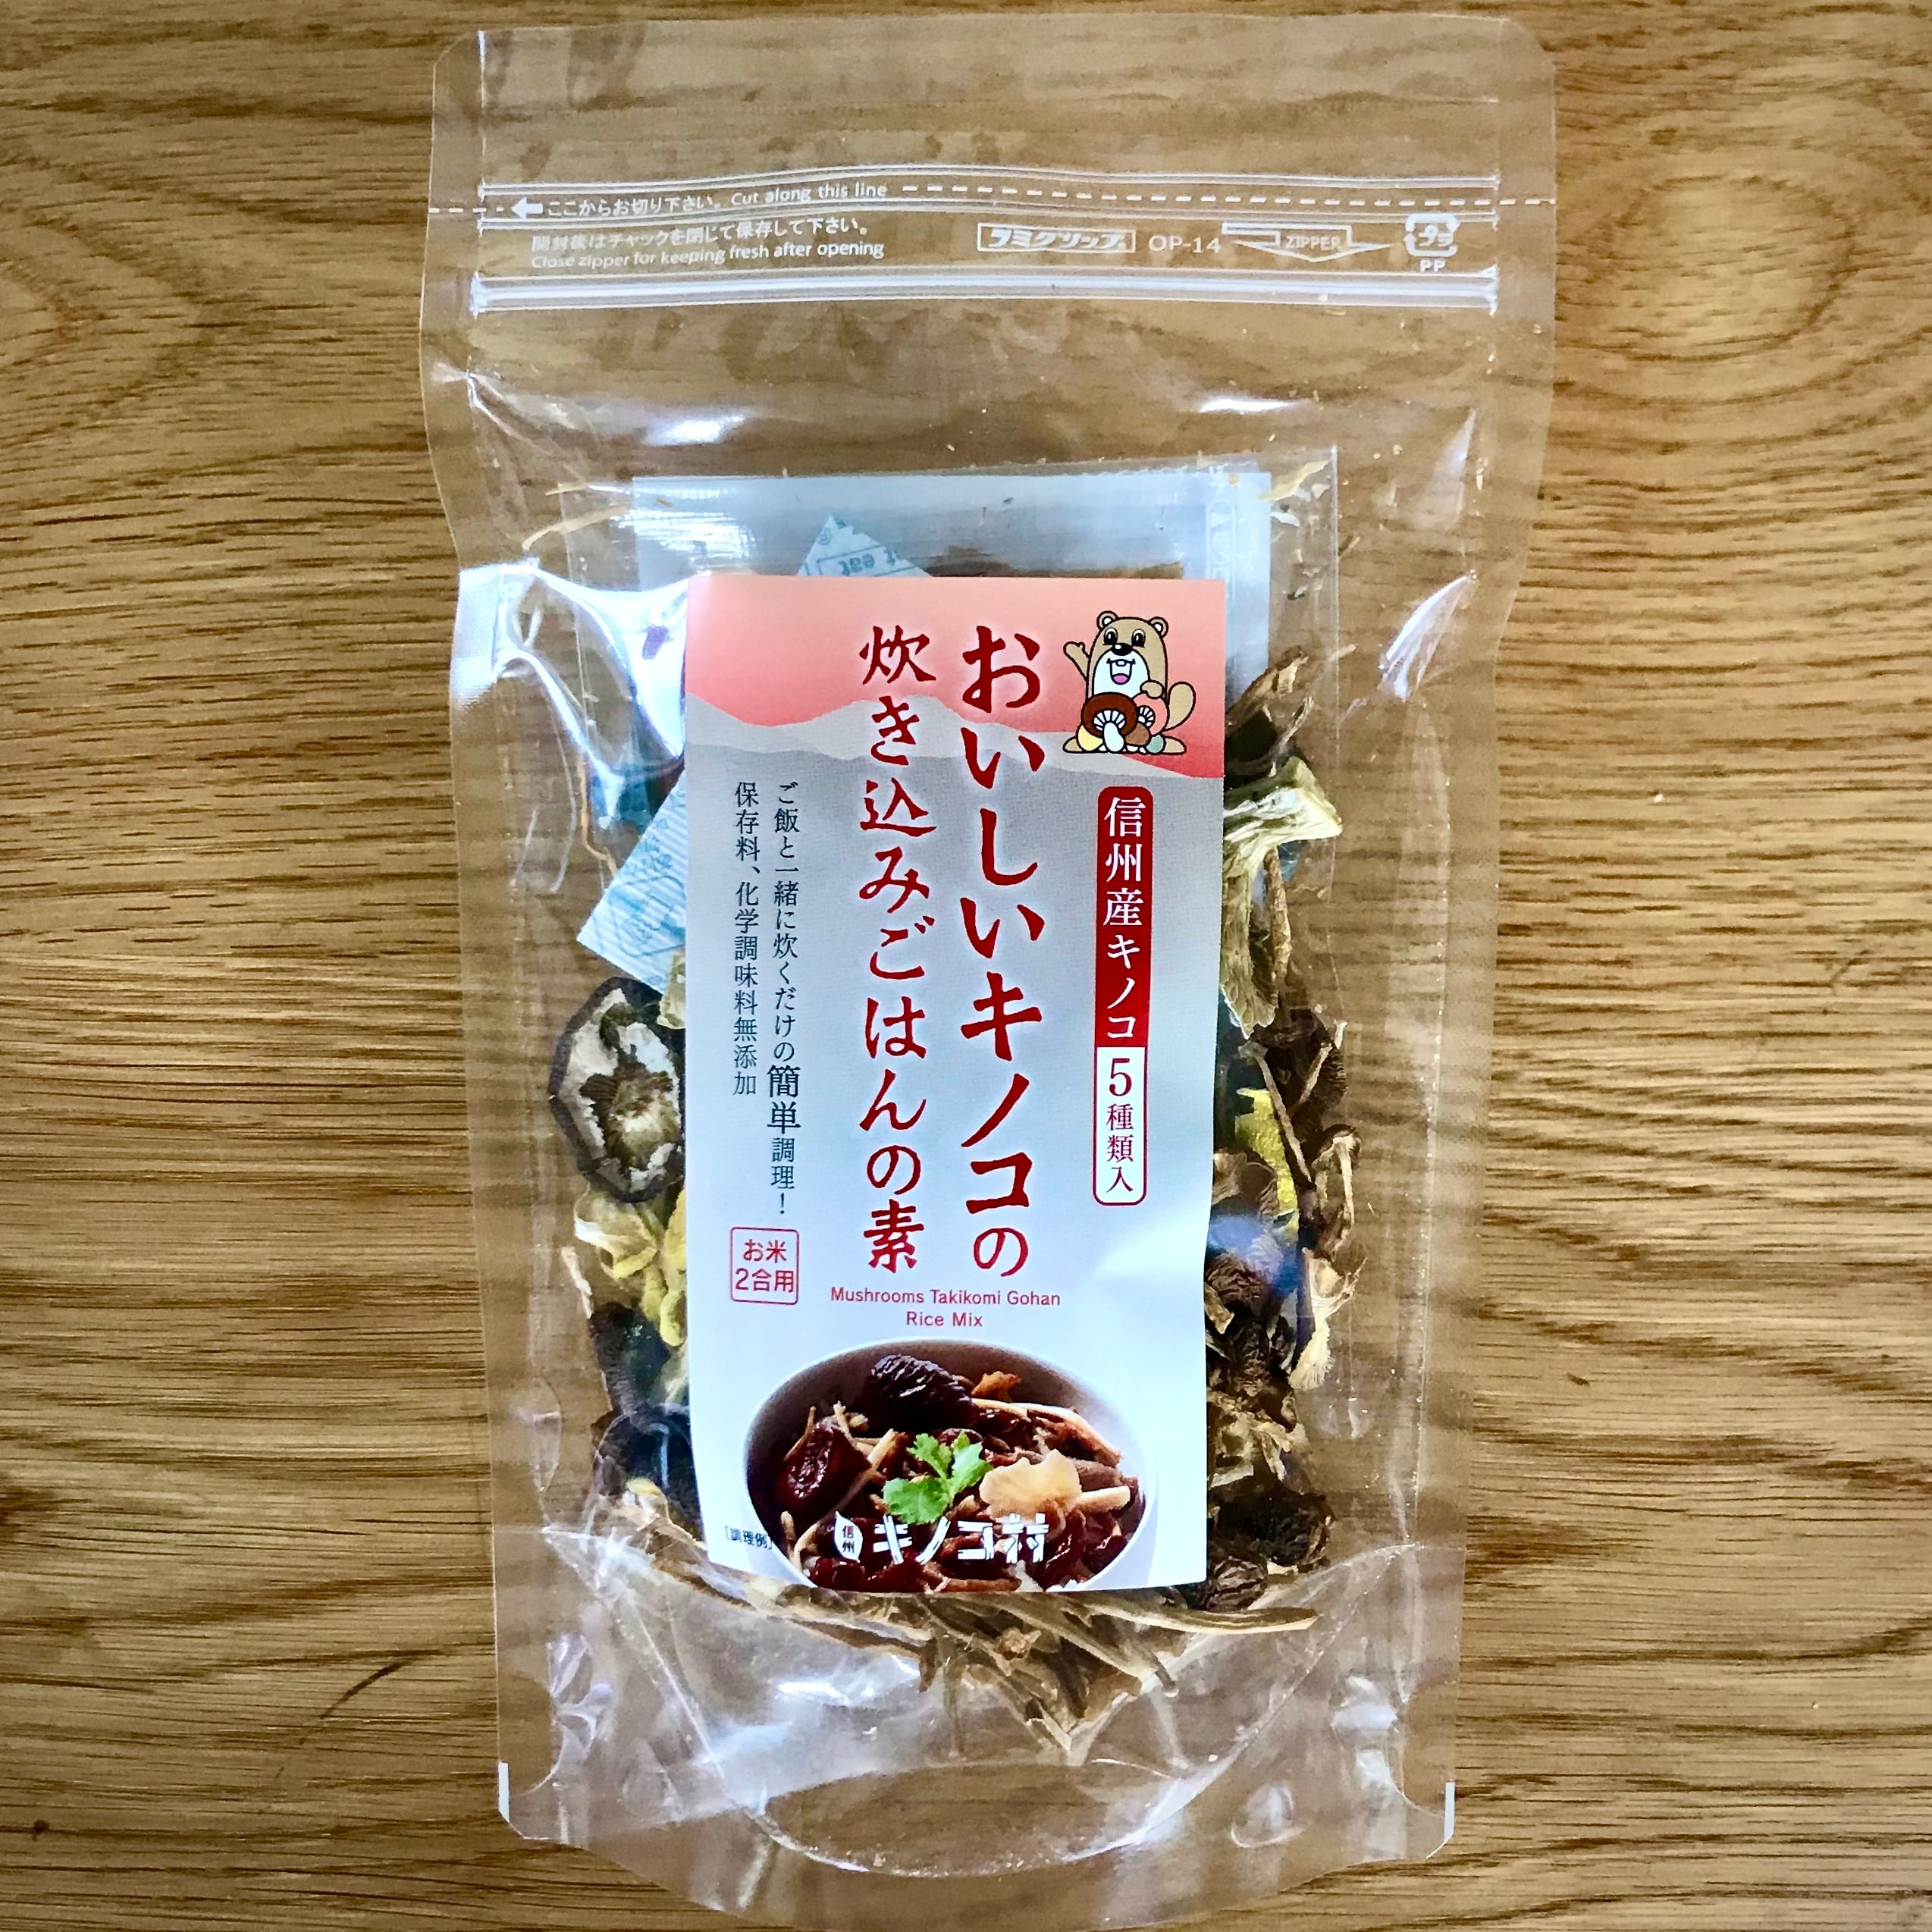 ここからお切り下さい。Cut along this line
開封後はチャックを閉じて保存して下さい。
Close zipper for keeping fresh after opening
ラミグリップ OP-14 ZIPPER プラ
PP
信州産キノコ5種類入
おいしいキノコの
炊き込みごはんの素
ご飯と一緒に炊くだけの簡単調理！
保存料、化学調味料無添加
お米
2合用
Mushrooms Takikomi Gohan
Rice Mix
[調理例]
信州 キノコ村